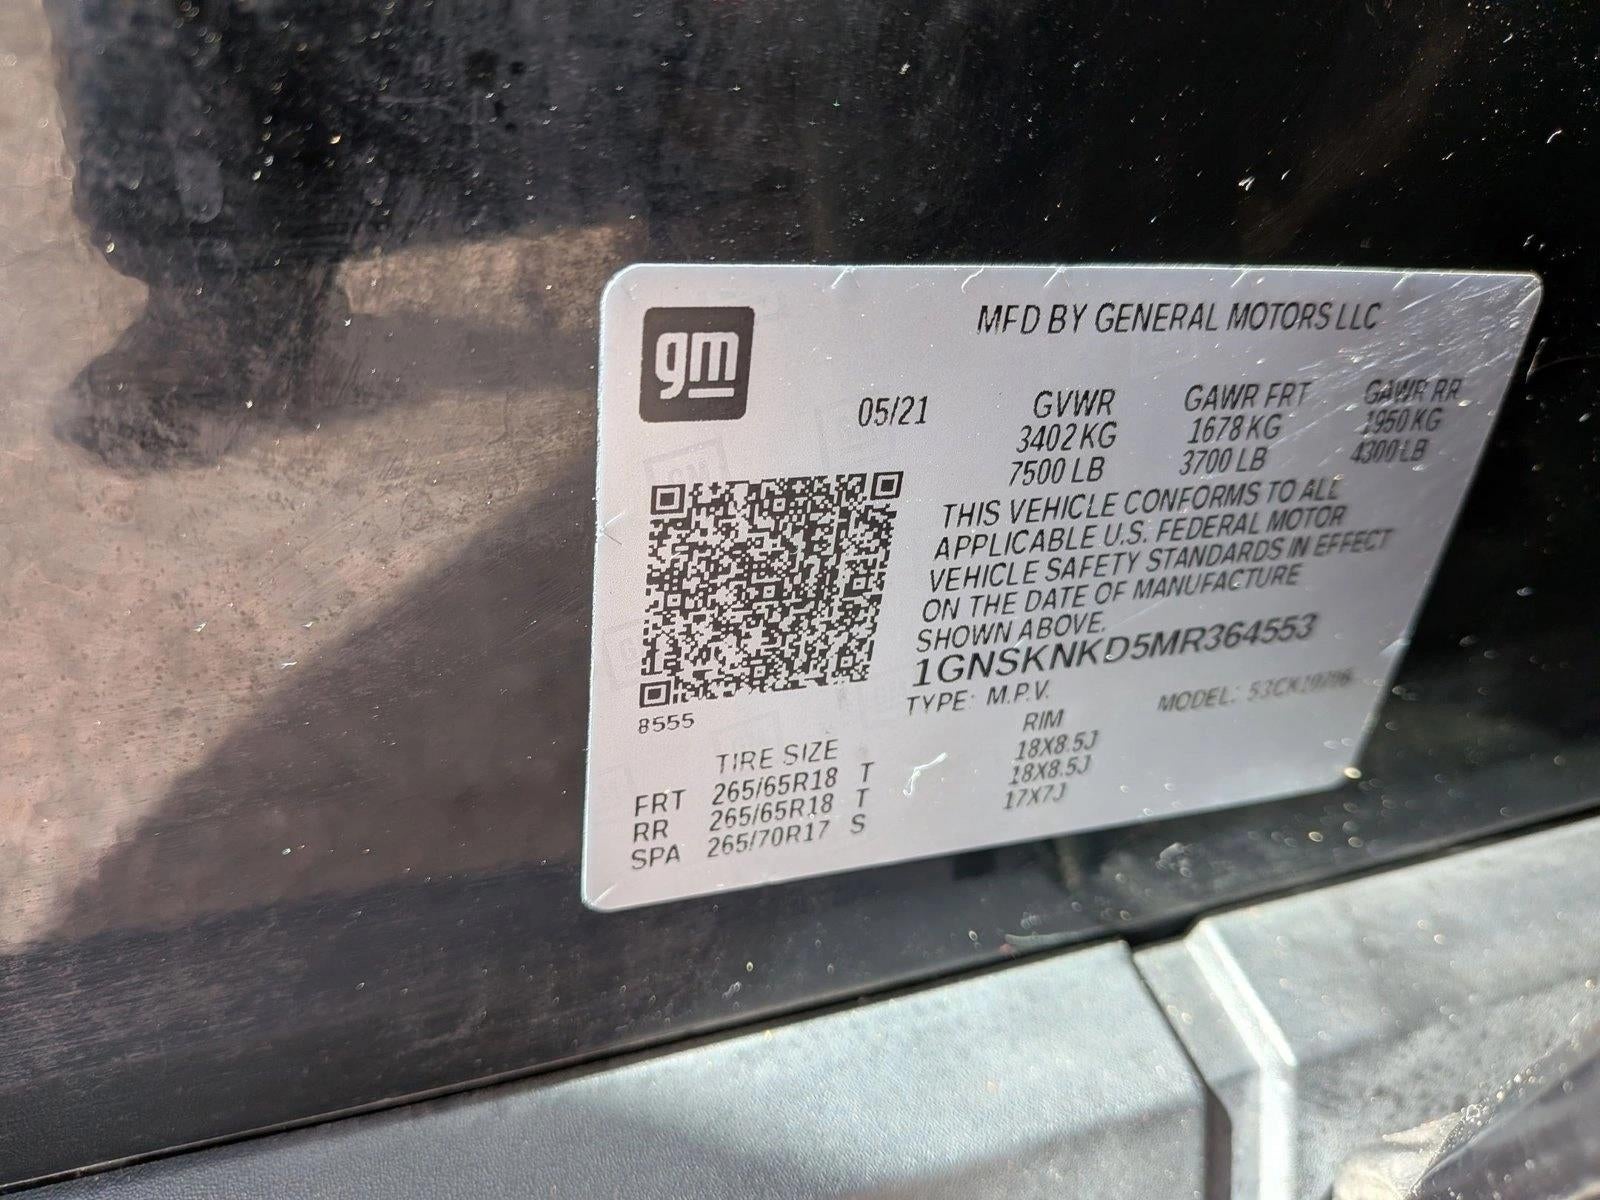 gm
MFD BY GENERAL MOTORS LLC
05/21
GVWR GAWR FRT GAWR RR
3402 KG 1678 KG 1950 KG
7500 LB 3700 LB 4300 LB
THIS VEHICLE CONFORMS TO ALL
APPLICABLE U.S. FEDERAL MOTOR
VEHICLE SAFETY STANDARDS IN EFFECT
ON THE DATE OF MANUFACTURE
SHOWN ABOVE.
1GNSKNKD5MR364553
TYPE: M.P.V. MODEL:
8555
TIRE SIZE RIM
FRT 265/65R18 T 18X8.5J
RR 265/65R18 T 18X8.5J
SPA 265/70R17 S 17X7J